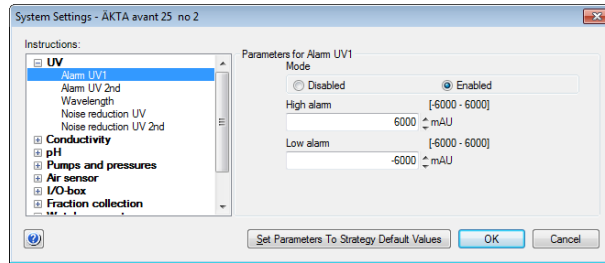 System Settings - ÄKTA avant 25 no 2
Instructions:
UV
Alarm UV1
Alarm UV 2nd
Wavelength
Noise reduction UV
Noise reduction UV 2nd
Conductivity
pH
Pumps and pressures
Air sensor
I/O-box
Fraction collection
Parameters for Alarm UV1
Mode
Disabled
Enabled
High alarm [-6000 - 6000]
6000 mAU
Low alarm [-6000 - 6000]
-6000 mAU
Set Parameters To Strategy Default Values
OK
Cancel